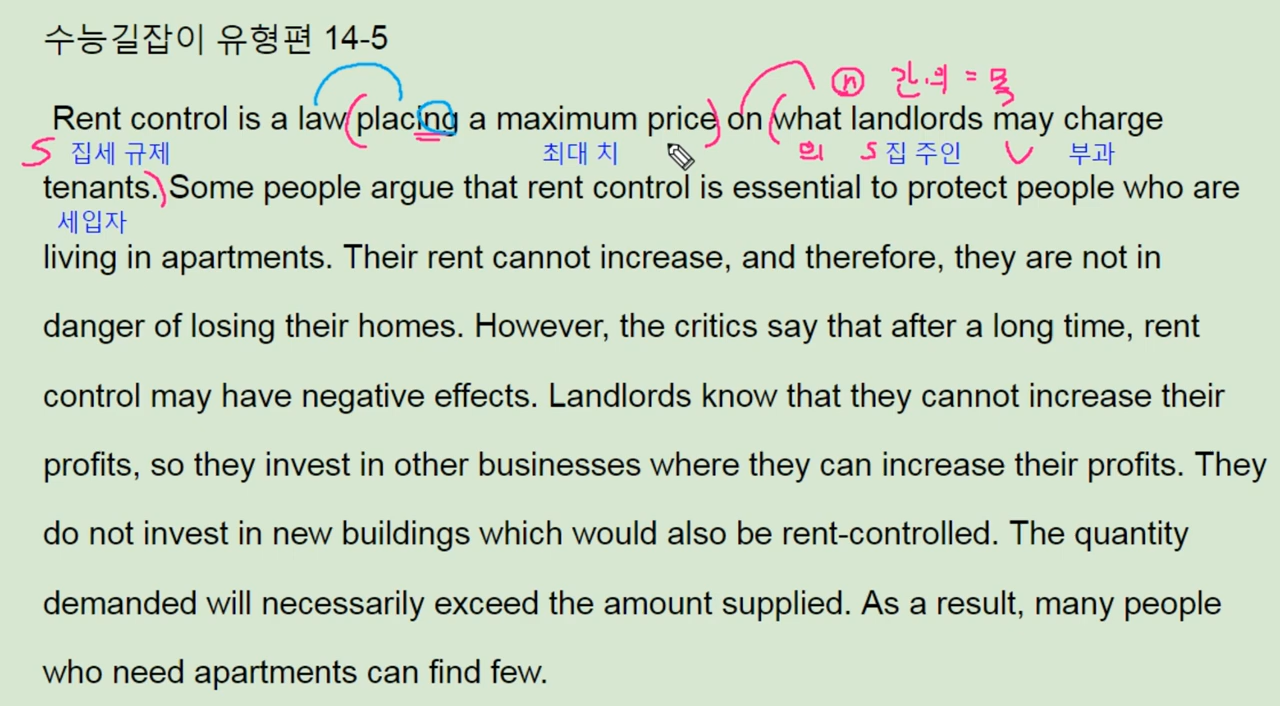 수능길잡이 유형편 14-5
ⓝ 간.의 = 몫
Rent control is a law (placing a maximum price) on (what landlords may charge
S 집세 규제 최대 치 의 S 집 주인 V 부과
tenants.) Some people argue that rent control is essential to protect people who are
세입자
living in apartments. Their rent cannot increase, and therefore, they are not in
danger of losing their homes. However, the critics say that after a long time, rent
control may have negative effects. Landlords know that they cannot increase their
profits, so they invest in other businesses where they can increase their profits. They
do not invest in new buildings which would also be rent-controlled. The quantity
demanded will necessarily exceed the amount supplied. As a result, many people
who need apartments can find few.